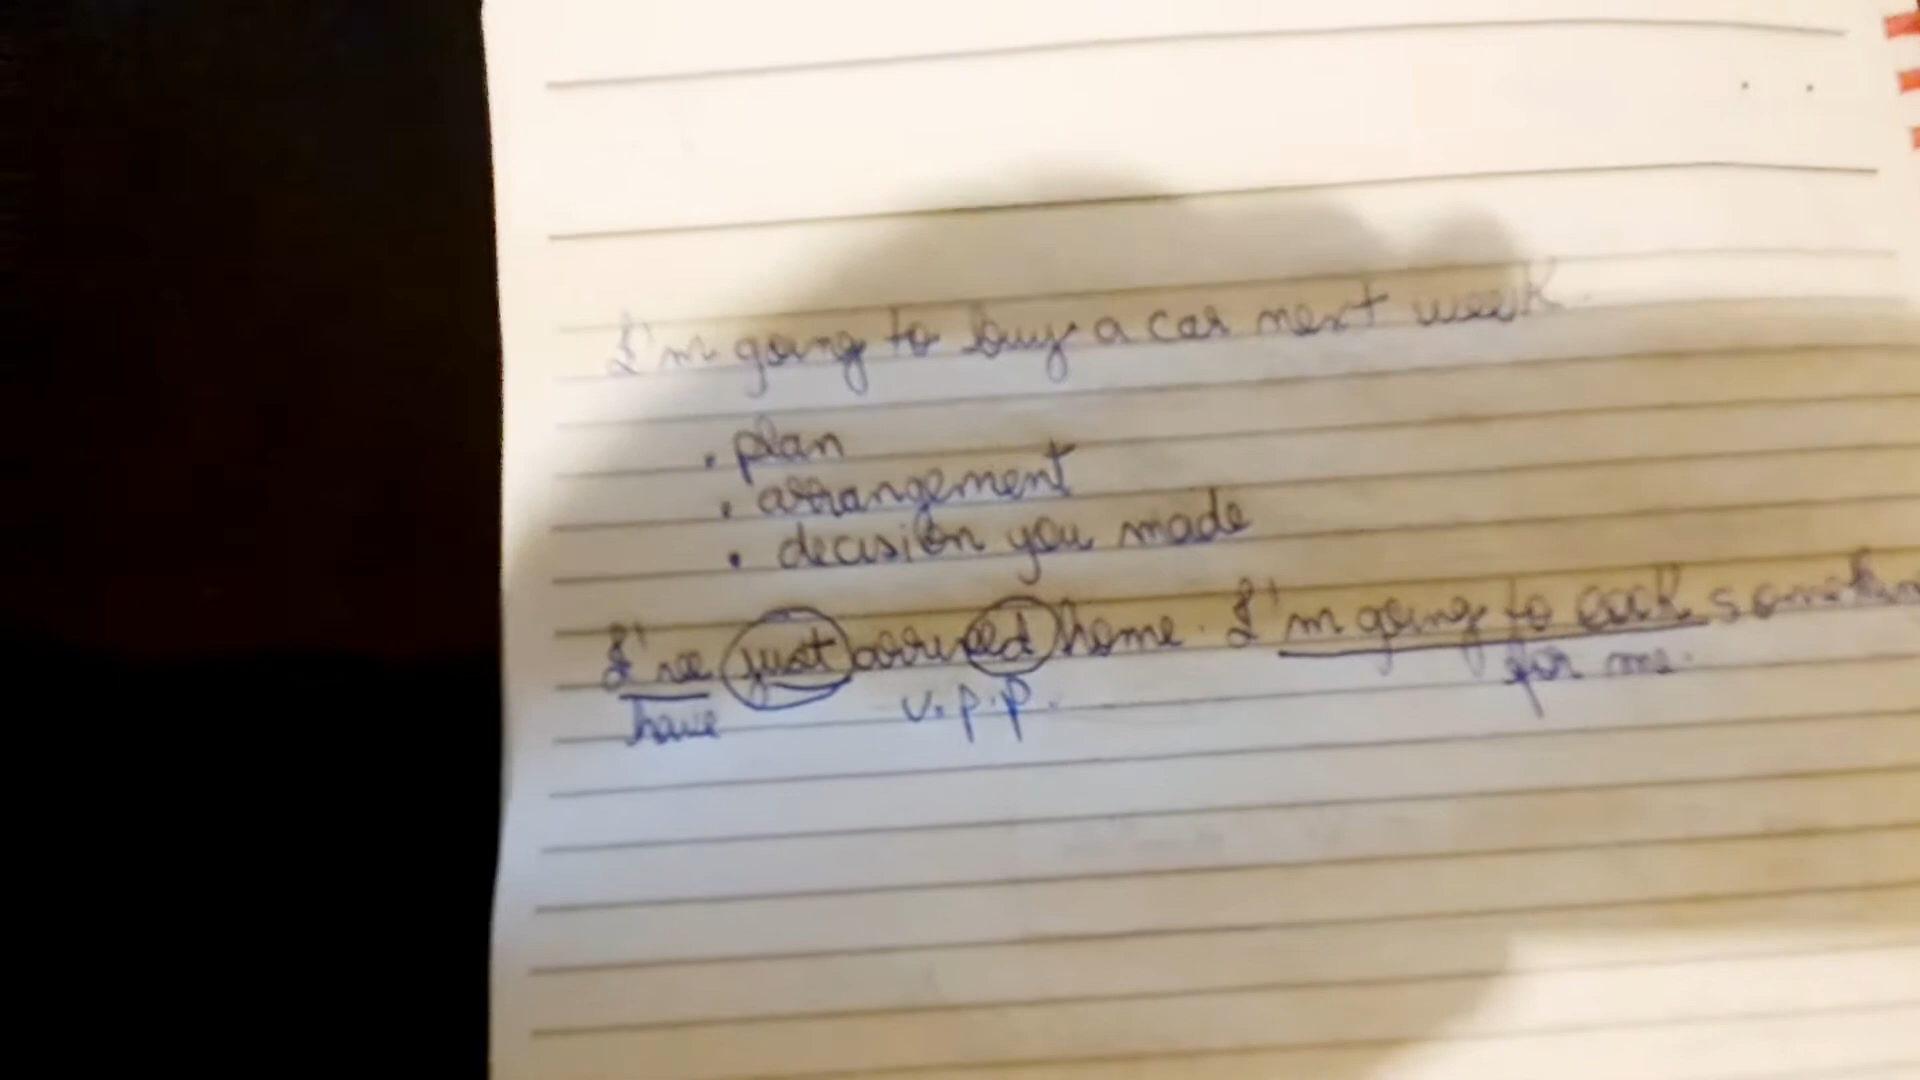 I'm going to buy a car next week.
. plan
. arrangement
. decision you made
I've just arrived home. I'm going to cook
for me.
have v.p.p.